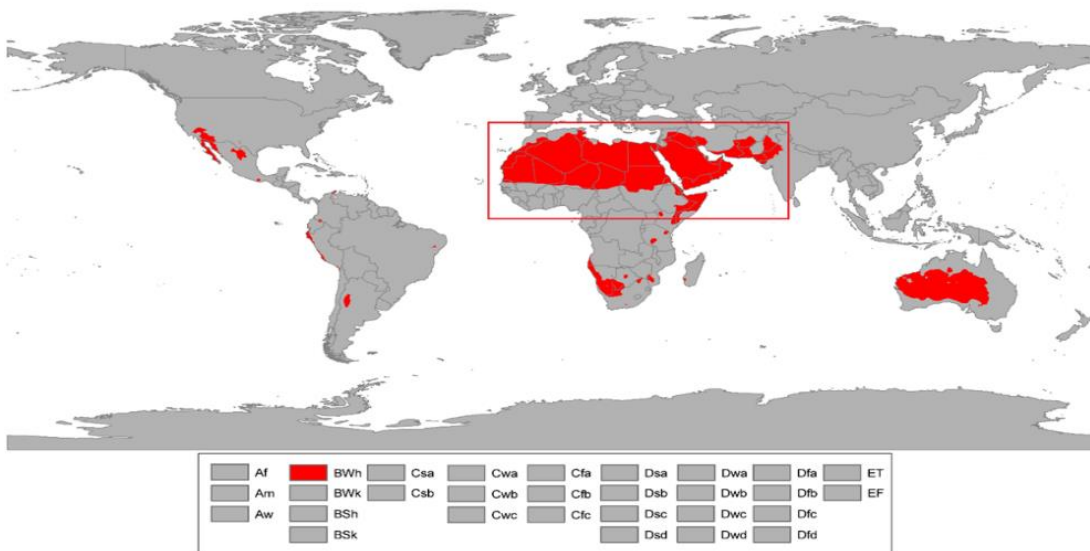 Af BWh Csa Cwa Cfa Dsa Dwa Dfa ET
Am BWk Csb Cwb Cfb Dsb Dwb Dfb EF
Aw BSh Cwc Cfc Dsc Dwc Dfc
BSk Dsd Dwd Dfd